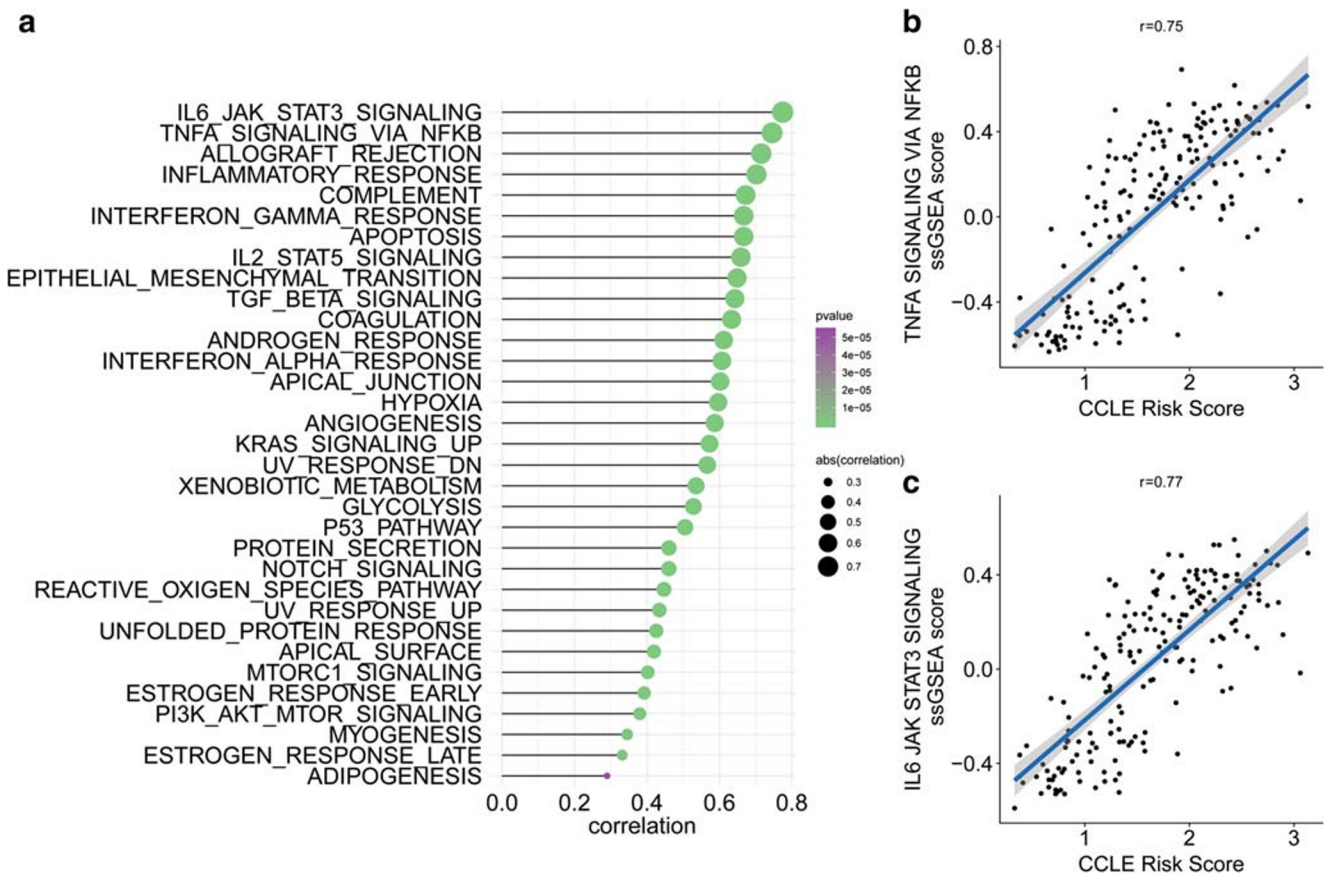 a
IL6_JAK_STAT3_SIGNALING
TNFA_SIGNALING_VIA_NFKB
ALLOGRAFT_REJECTION
INFLAMMATORY_RESPONSE
COMPLEMENT
INTERFERON_GAMMA_RESPONSE
APOPTOSIS
IL2_STAT5_SIGNALING
EPITHELIAL_MESENCHYMAL_TRANSITION
TGF_BETA_SIGNALING
COAGULATION
ANDROGEN_RESPONSE
INTERFERON_ALPHA_RESPONSE
APICAL_JUNCTION
HYPOXIA
ANGIOGENESIS
KRAS_SIGNALING_UP
UV_RESPONSE_DN
XENOBIOTIC_METABOLISM
GLYCOLYSIS
P53_PATHWAY
PROTEIN_SECRETION
NOTCH_SIGNALING
REACTIVE_OXIGEN_SPECIES_PATHWAY
UV_RESPONSE_UP
UNFOLDED_PROTEIN_RESPONSE
APICAL_SURFACE
MTORC1_SIGNALING
ESTROGEN_RESPONSE_EARLY
PI3K_AKT_MTOR_SIGNALING
MYOGENESIS
ESTROGEN_RESPONSE_LATE
ADIPOGENESIS
0.0 0.2 0.4 0.6 0.8
correlation
pvalue
5e-05
4e-05
3e-05
2e-05
1e-05
abs(correlation)
0.3
0.4
0.5
0.6
0.7
b
r=0.75
TNFA SIGNALING VIA NFKB
ssGSEA score
0.8
0.4
0.0
−0.4
1 2 3
CCLE Risk Score
c
r=0.77
IL6 JAK STAT3 SIGNALING
ssGSEA score
0.4
0.0
−0.4
1 2 3
CCLE Risk Score